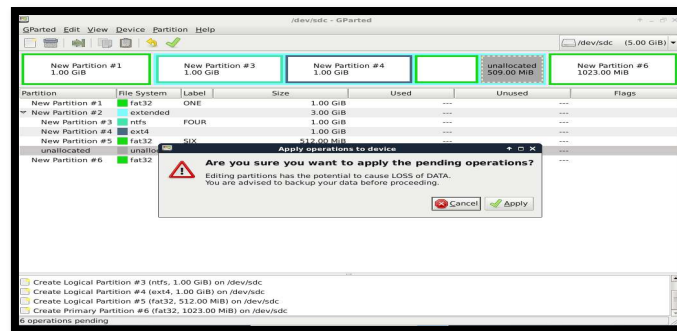 /dev/sdc - GParted
GParted Edit View Device Partition Help
/dev/sdc (5.00 GiB)
New Partition #1
1.00 GiB
New Partition #3
1.00 GiB
New Partition #4
1.00 GiB
unallocated
509.00 MiB
New Partition #6
1023.00 MiB
Partition File System Label Size Used Unused Flags
New Partition #1 fat32 ONE 1.00 GiB --- ---
New Partition #2 extended 3.00 GiB --- ---
New Partition #3 ntfs FOUR 1.00 GiB --- ---
New Partition #4 ext4 1.00 GiB --- ---
New Partition #5 fat32 SIX 512.00 MiB --- ---
unallocated unallo ---
New Partition #6 fat32 ---
Apply operations to device
Are you sure you want to apply the pending operations?
Editing partitions has the potential to cause LOSS of DATA.
You are advised to backup your data before proceeding.
Cancel Apply
Create Logical Partition #3 (ntfs, 1.00 GiB) on /dev/sdc
Create Logical Partition #4 (ext4, 1.00 GiB) on /dev/sdc
Create Logical Partition #5 (fat32, 512.00 MiB) on /dev/sdc
Create Primary Partition #6 (fat32, 1023.00 MiB) on /dev/sdc
6 operations pending